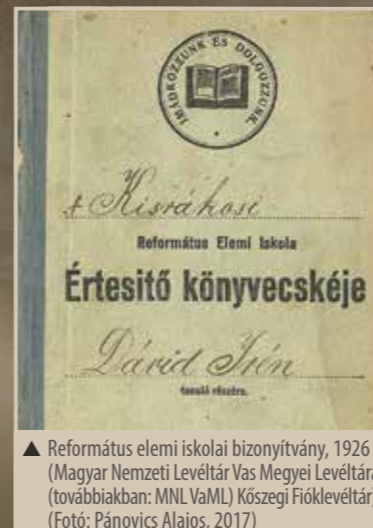 IMÁDKOZZUNK ÉS DOLGOZZUNK.
A Kisrákosi
Református Elemi Iskola
Értesitő könyvecskéje
Dávid Irén
tanuló részére.
▲ Református elemi iskolai bizonyítvány, 1926
(Magyar Nemzeti Levéltár Vas Megyei Levéltára
(továbbiakban: MNL VaML) Kőszegi Fióklevéltár)
(Fotó: Pánovics Alajos, 2017)